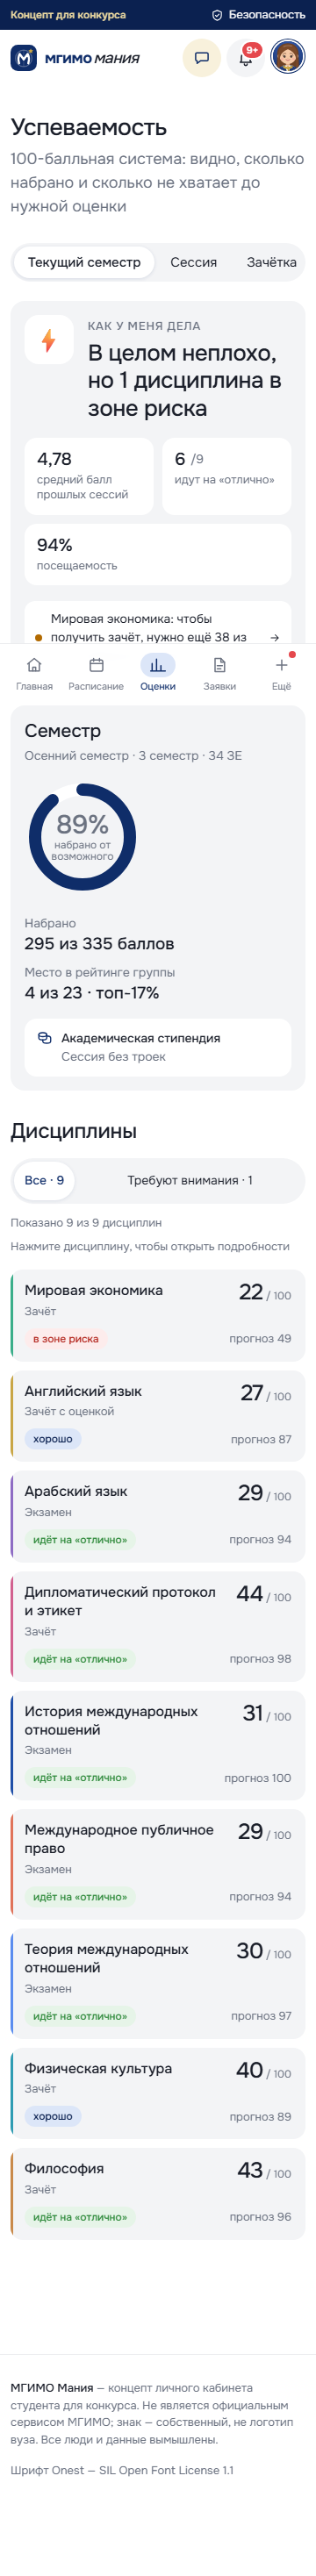 Концепт для конкурса
Безопасность
МГИМО МАНИЯ
9+
Успеваемость
100-балльная система: видно, сколько
набрано и сколько не хватает до
нужной оценки
Текущий семестр
Сессия
Зачётка
КАК У МЕНЯ ДЕЛА
В целом неплохо,
но 1 дисциплина в
зоне риска
4,78
средний балл
прошлых сессий
6 /9
идут на «отлично»
94%
посещаемость
Мировая экономика: чтобы
получить зачёт, нужно ещё 38 из
Главная
Расписание
Оценки
Заявки
Ещё
Семестр
Осенний семестр · 3 семестр · 34 ЗЕ
89%
набрано от
возможного
Набрано
295 из 335 баллов
Место в рейтинге группы
4 из 23 · топ-17%
Академическая стипендия
Сессия без троек
Дисциплины
Все · 9
Требуют внимания · 1
Показано 9 из 9 дисциплин
Нажмите дисциплину, чтобы открыть подробности
Мировая экономика
22 / 100
Зачёт
в зоне риска
прогноз 49
Английский язык
27 / 100
Зачёт с оценкой
хорошо
прогноз 87
Арабский язык
29 / 100
Экзамен
идёт на «отлично»
прогноз 94
Дипломатический протокол
и этикет
44 / 100
Зачёт
идёт на «отлично»
прогноз 98
История международных
отношений
31 / 100
Экзамен
идёт на «отлично»
прогноз 100
Международное публичное
право
29 / 100
Экзамен
идёт на «отлично»
прогноз 94
Теория международных
отношений
30 / 100
Экзамен
идёт на «отлично»
прогноз 97
Физическая культура
40 / 100
Зачёт
хорошо
прогноз 89
Философия
43 / 100
Зачёт
идёт на «отлично»
прогноз 96
МГИМО Мания — концепт личного кабинета
студента для конкурса. Не является официальным
сервисом МГИМО; знак — собственный, не логотип
вуза. Все люди и данные вымышлены.
Шрифт Onest — SIL Open Font License 1.1